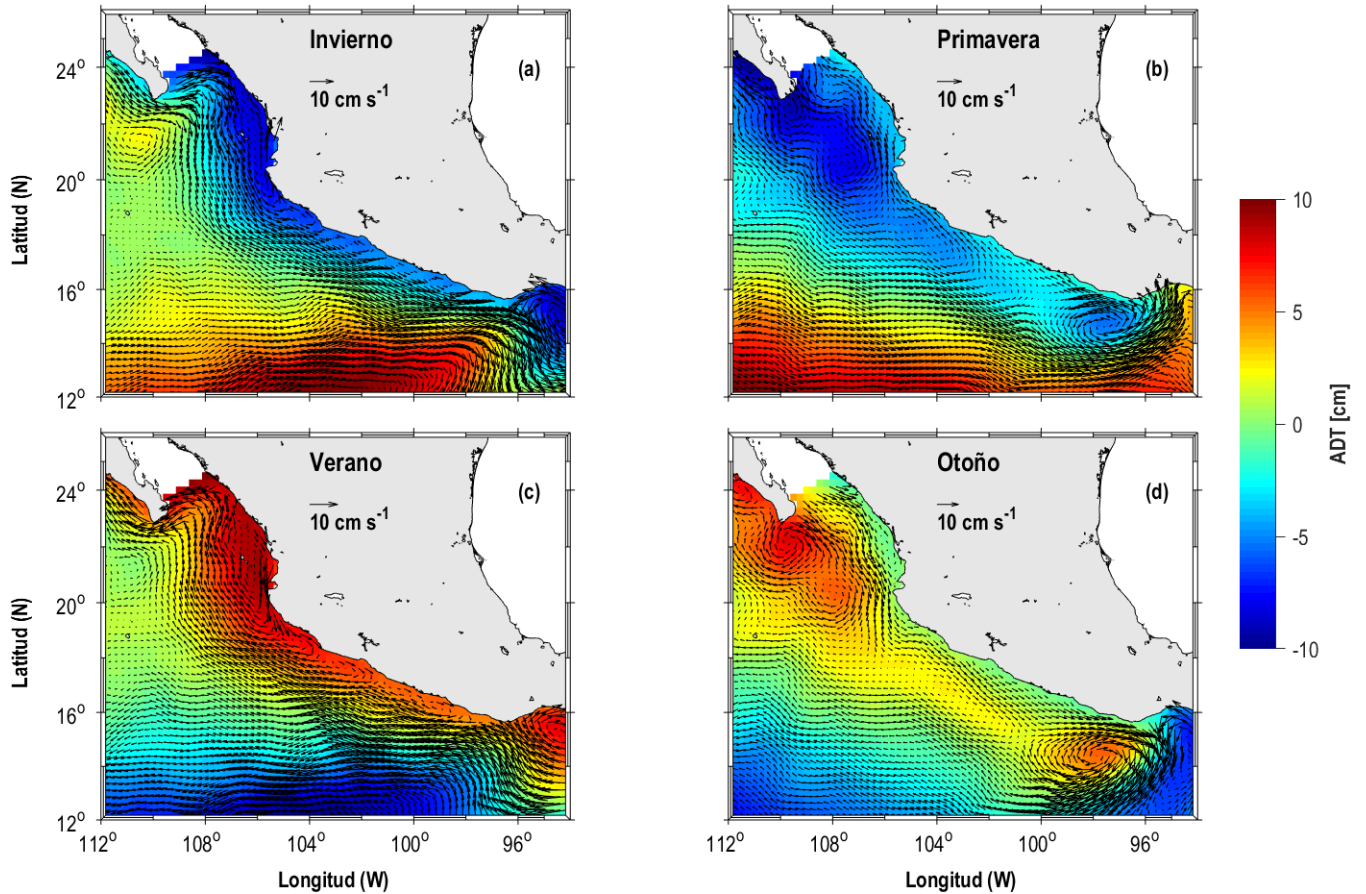 Invierno
(a)
10 cm s⁻¹
24°
20°
16°
12°
Latitud (N)
Primavera
(b)
10 cm s⁻¹
Verano
(c)
10 cm s⁻¹
24°
20°
16°
12°
Latitud (N)
112° 108° 104° 100° 96°
Longitud (W)
Otoño
(d)
10 cm s⁻¹
112° 108° 104° 100° 96°
Longitud (W)
10
5
0
-5
-10
ADT [cm]